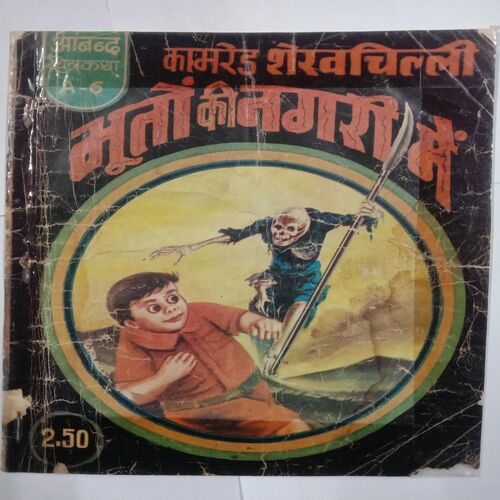 आनन्द
चित्रकथा
A-6
कामरेड शेखचिल्ली
भूतों की नगरी में
2.50